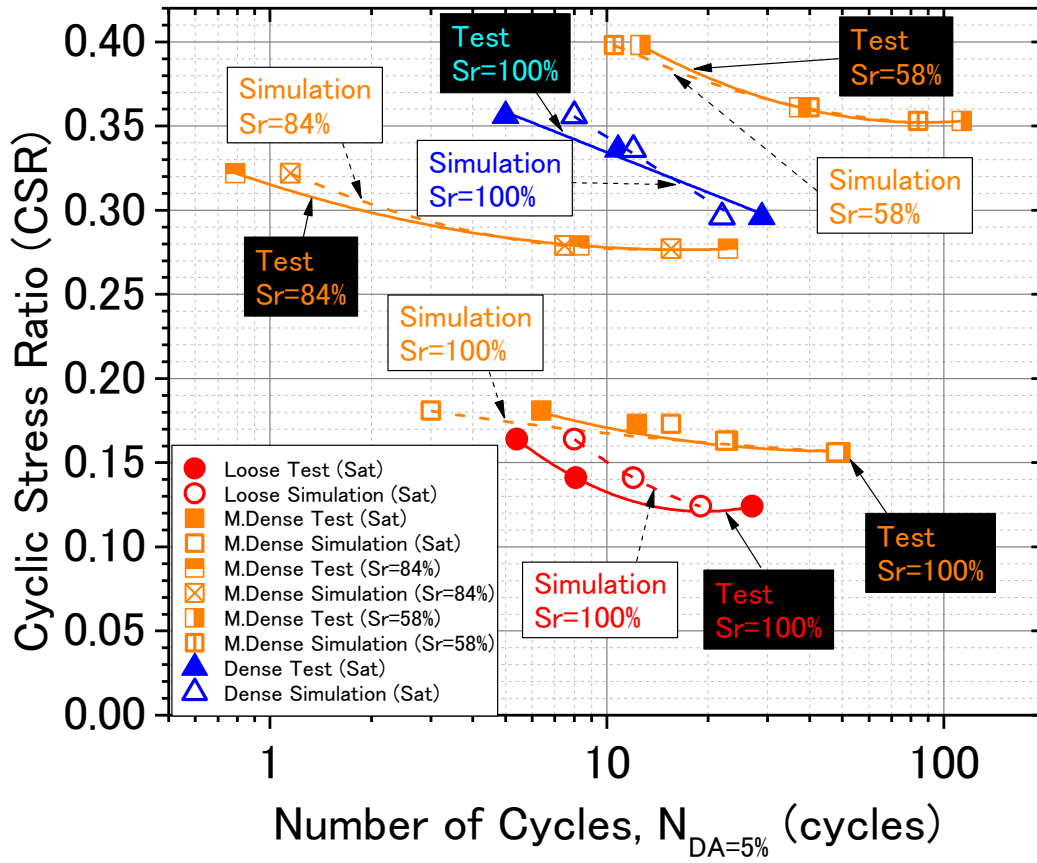 Cyclic Stress Ratio (CSR)
0.40
0.35
0.30
0.25
0.20
0.15
0.10
0.05
0.00
Test
Sr=100%
Test
Sr=58%
Simulation
Sr=84%
Simulation
Sr=100%
Simulation
Sr=58%
Test
Sr=84%
Simulation
Sr=100%
Test
Sr=100%
Simulation
Sr=100%
Test
Sr=100%
Loose Test (Sat)
Loose Simulation (Sat)
M.Dense Test (Sat)
M.Dense Simulation (Sat)
M.Dense Test (Sr=84%)
M.Dense Simulation (Sr=84%)
M.Dense Test (Sr=58%)
M.Dense Simulation (Sr=58%)
Dense Test (Sat)
Dense Simulation (Sat)
1 10 100
Number of Cycles, N_DA=5% (cycles)